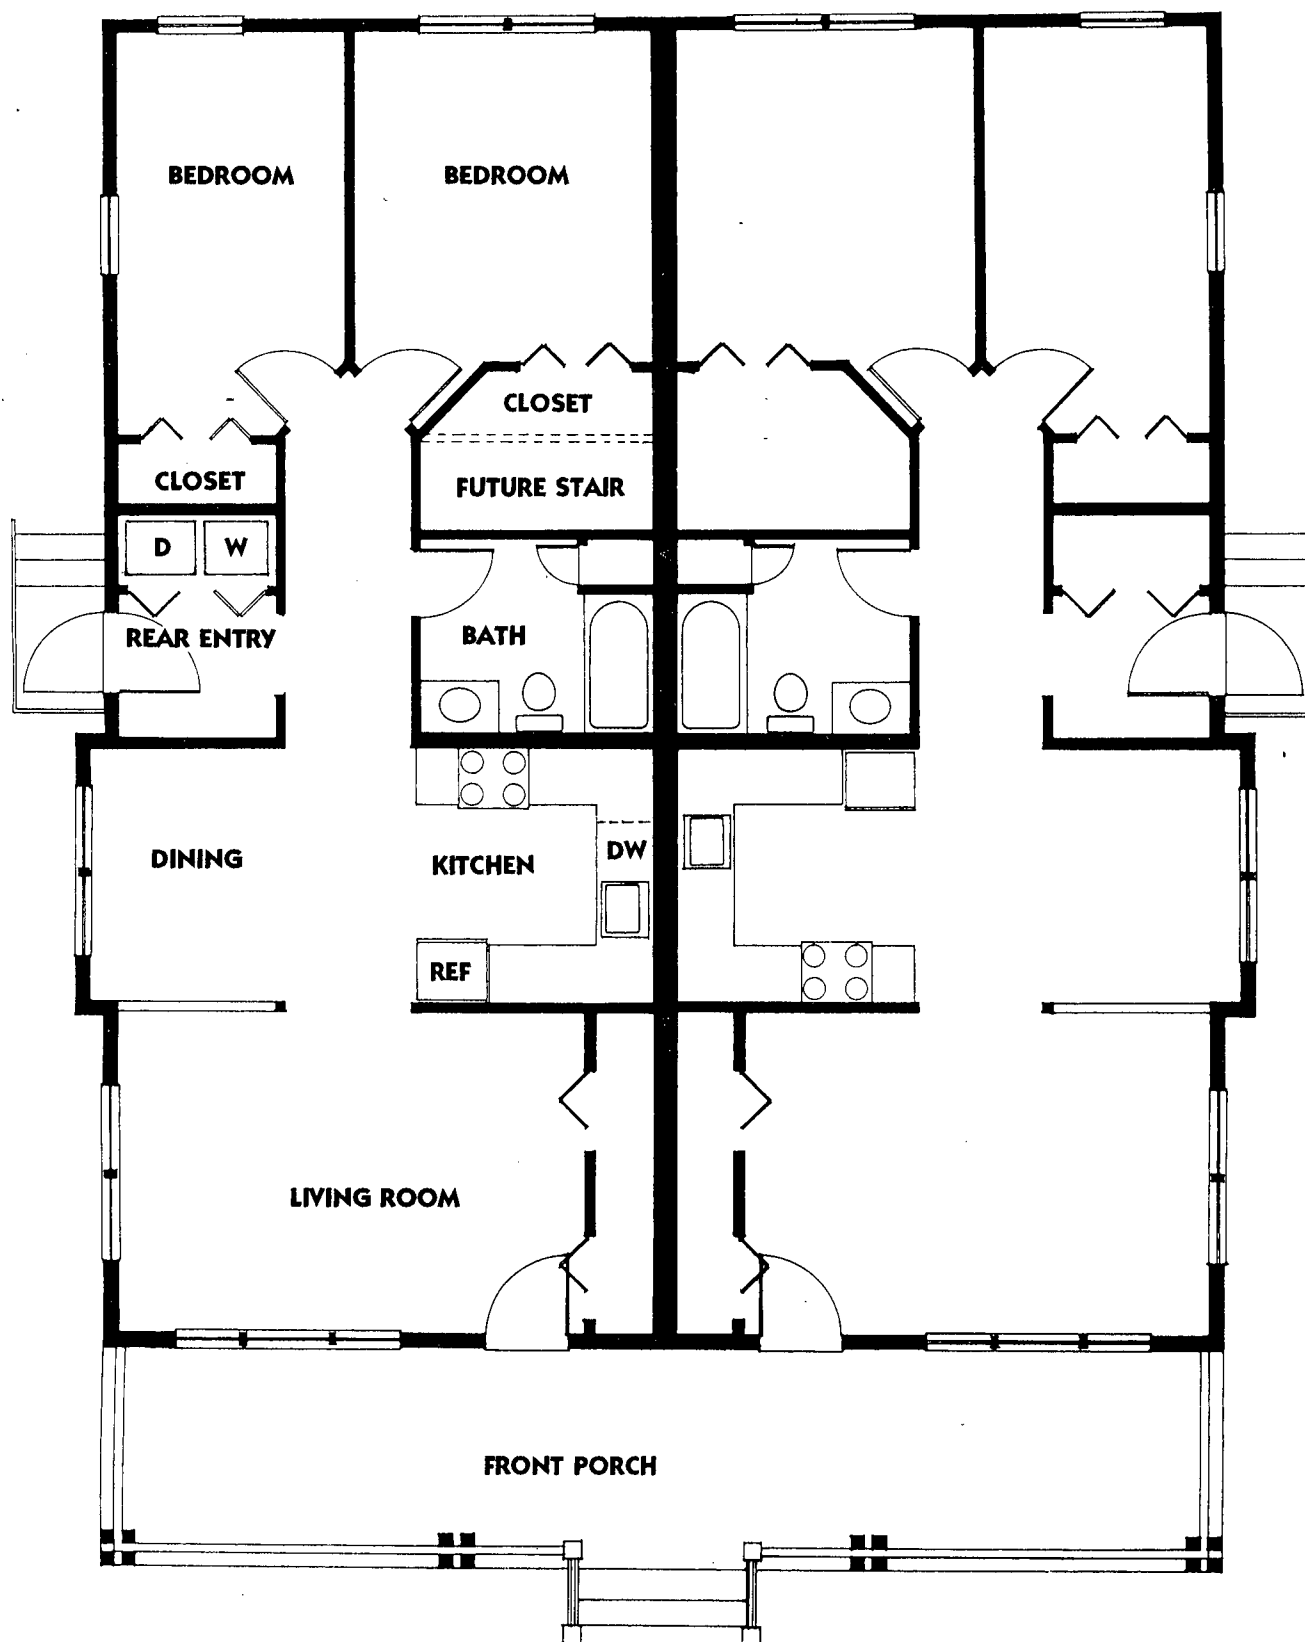 BEDROOM
BEDROOM
CLOSET
CLOSET
FUTURE STAIR
D
W
REAR ENTRY
BATH
DINING
KITCHEN
DW
REF
LIVING ROOM
FRONT PORCH